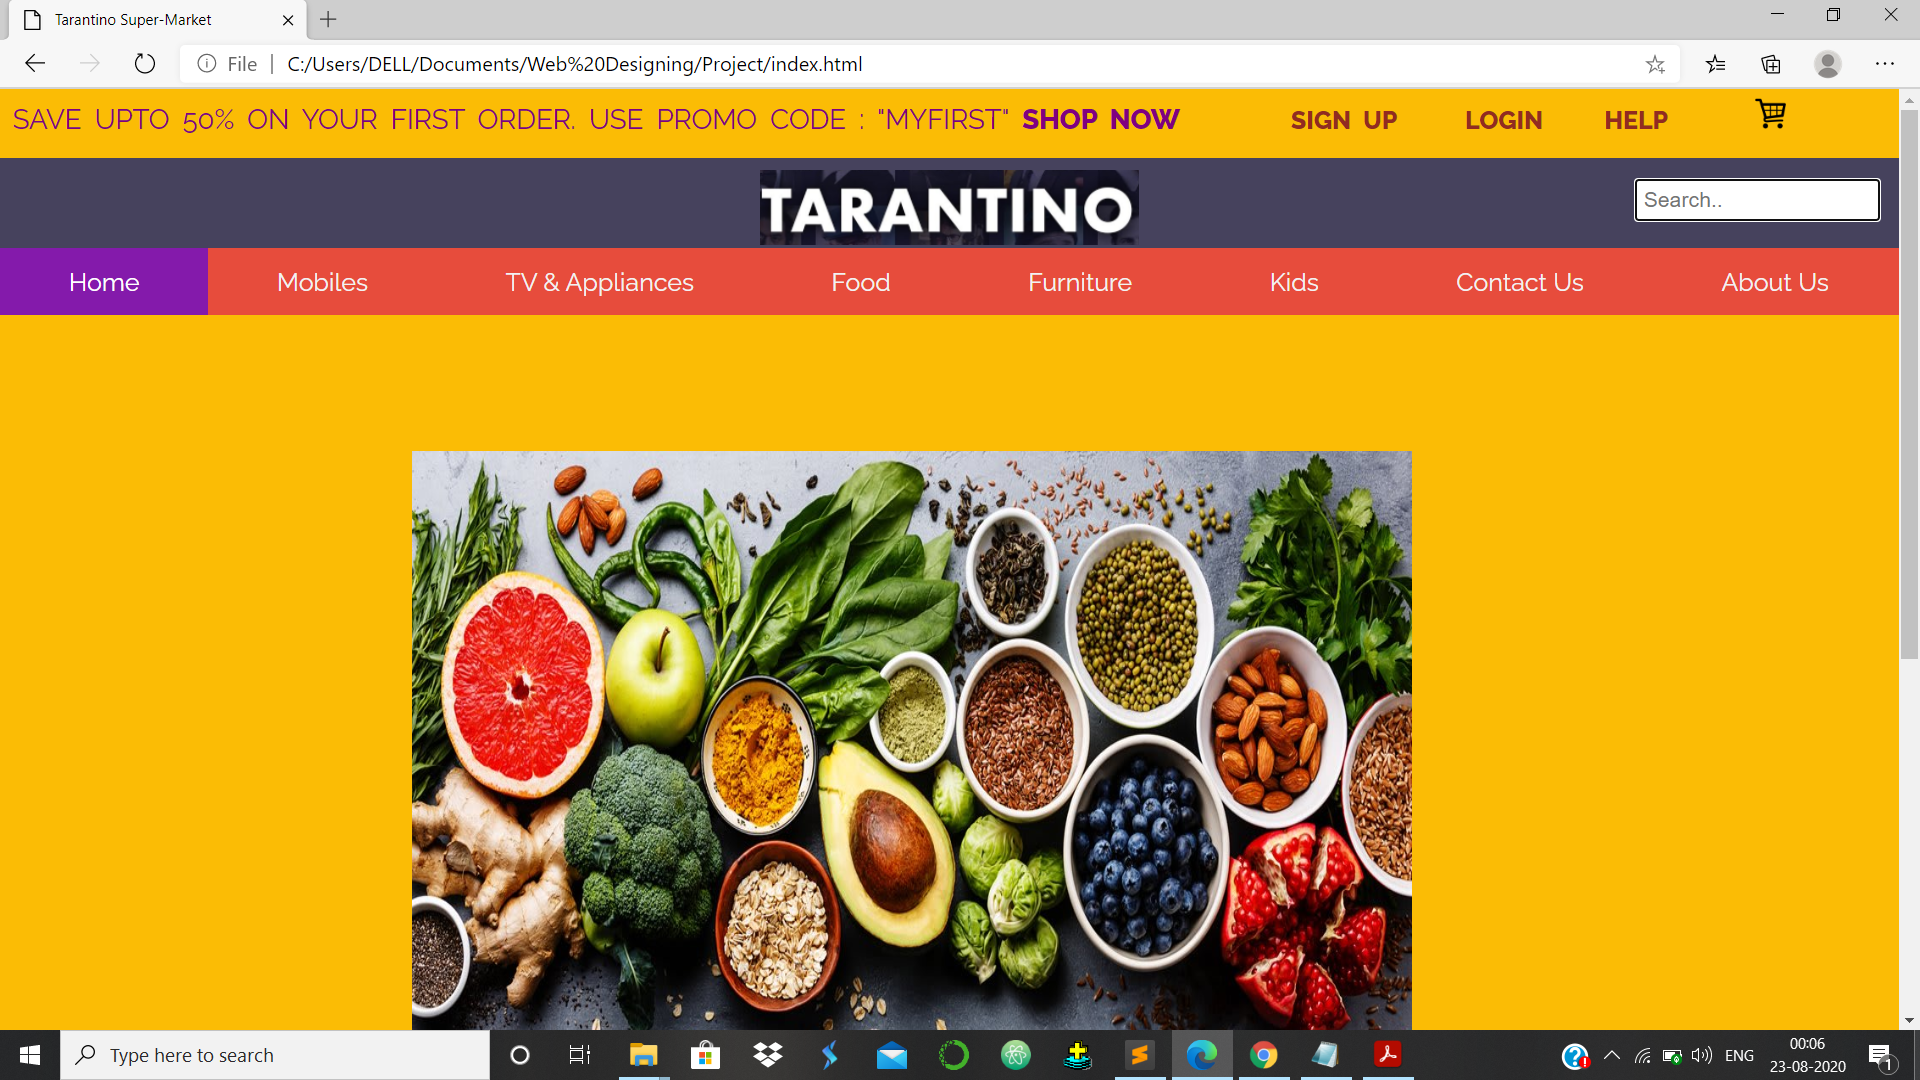 Tarantino Super-Market
File | C:/Users/DELL/Documents/Web%20Designing/Project/index.html
SAVE UPTO 50% ON YOUR FIRST ORDER. USE PROMO CODE : "MYFIRST" SHOP NOW SIGN UP LOGIN HELP
TARANTINO
Search..
Home Mobiles TV & Appliances Food Furniture Kids Contact Us About Us
Type here to search
ENG
00:06
23-08-2020
1